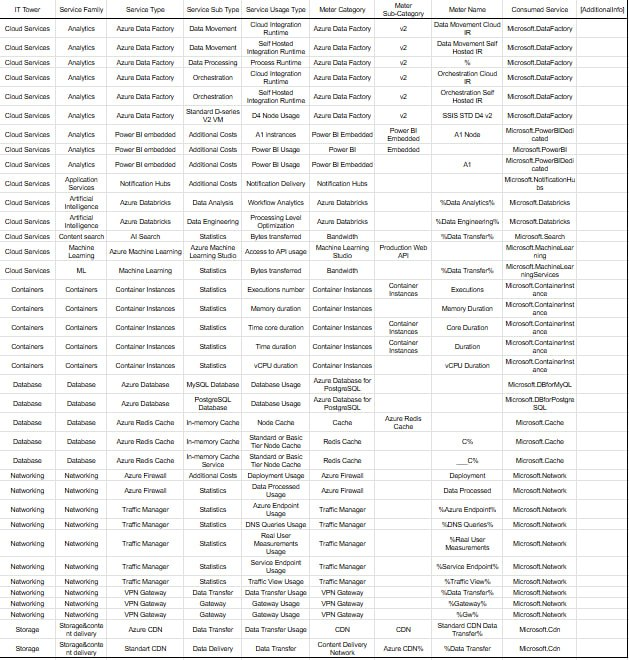 IT Tower Service Family Service Type Service Sub Type Service Usage Type Meter Category Meter Sub-Category Meter Name Consumed Service [AdditionalInfo]
Cloud Services Analytics Azure Data Factory Data Movement Cloud Integration Runtime Azure Data Factory v2 Data Movement Cloud IR Microsoft.DataFactory
Cloud Services Analytics Azure Data Factory Data Movement Self Hosted Integration Runtime Azure Data Factory v2 Data Movement Self Hosted IR Microsoft.DataFactory
Cloud Services Analytics Azure Data Factory Data Processing Process Runtime Azure Data Factory v2 % Microsoft.DataFactory
Cloud Services Analytics Azure Data Factory Orchestration Cloud Integration Runtime Azure Data Factory v2 Orchestration Cloud IR Microsoft.DataFactory
Cloud Services Analytics Azure Data Factory Orchestration Self Hosted Integration Runtime Azure Data Factory v2 Orchestration Self Hosted IR Microsoft.DataFactory
Cloud Services Analytics Azure Data Factory Standard D-series V2 VM D4 Node Usage Azure Data Factory v2 SSIS STD D4 v2 Microsoft.DataFactory
Cloud Services Analytics Power BI embedded Additional Costs A1 instrances Power BI Embedded Power BI Embedded A1 Node Microsoft.PowerBIDedicated
Cloud Services Analytics Power BI embedded Additional Costs Power BI Usage Power BI Embedded Microsoft.PowerBI
Cloud Services Analytics Power BI embedded Additional Costs Power BI Usage Power BI Embedded A1 Microsoft.PowerBIDedicated
Cloud Services Application Services Notification Hubs Additional Costs Notification Delivery Notification Hubs Microsoft.NotificationHubs
Cloud Services Artificial Intelligence Azure Databricks Data Analysis Workflow Analytics Azure Databricks %Data Analytics% Microsoft.Databricks
Cloud Services Artificial Intelligence Azure Databricks Data Engineering Processing Level Optimization Azure Databricks %Data Engineering% Microsoft.Databricks
Cloud Services Content search AI Search Statistics Bytes transferred Bandwidth %Data Transfer% Microsoft.Search
Cloud Services Machine Learning Azure Machine Learning Azure Machine Learning Studio Access to API usage Machine Learning Studio Production Web API Microsoft.MachineLearning
Cloud Services ML Machine Learning Statistics Bytes transferred Bandwidth %Data Transfer% Microsoft.MachineLearningServices
Containers Containers Container Instances Statistics Executions number Container Instances Container Instances Executions Microsoft.ContainerInstance
Containers Containers Container Instances Statistics Memory duration Container Instances Memory Duration Microsoft.ContainerInstance
Containers Containers Container Instances Statistics Time core duration Container Instances Container Instances Core Duration Microsoft.ContainerInstance
Containers Containers Container Instances Statistics Time duration Container Instances Container Instances Duration Microsoft.ContainerInstance
Containers Containers Container Instances Statistics vCPU duration Container Instances vCPU Duration Microsoft.ContainerInstance
Database Database Azure Database MySQL Database Database Usage Azure Database for PostgreSQL Microsoft.DBforMyQL
Database Database Azure Database PostgreSQL Database Database Usage Azure Database for PostgreSQL Microsoft.DBforPostgreSQL
Database Database Azure Redis Cache In-memory Cache Node Cache Cache Azure Redis Cache Microsoft.Cache
Database Database Azure Redis Cache In-memory Cache Standard or Basic Tier Node Cache Redis Cache C% Microsoft.Cache
Database Database Azure Redis Cache In-memory Cache Service Standard or Basic Tier Node Cache Redis Cache ___C% Microsoft.Cache
Networking Networking Azure Firewall Additional Costs Deployment Usage Azure Firewall Deployment Microsoft.Network
Networking Networking Azure Firewall Statistics Data Processed Usage Azure Firewall Data Processed Microsoft.Network
Networking Networking Traffic Manager Statistics Azure Endpoint Usage Traffic Manager %Azure Endpoint% Microsoft.Network
Networking Networking Traffic Manager Statistics DNS Queries Usage Traffic Manager %DNS Queries% Microsoft.Network
Networking Networking Traffic Manager Statistics Real User Measurements Usage Traffic Manager %Real User Measurements Microsoft.Network
Networking Networking Traffic Manager Statistics Service Endpoint Usage Traffic Manager %Service Endpoint% Microsoft.Network
Networking Networking Traffic Manager Statistics Traffic View Usage Traffic Manager %Traffic View% Microsoft.Network
Networking Networking VPN Gateway Data Transfer Data Transfer Usage VPN Gateway %Data Transfer% Microsoft.Network
Networking Networking VPN Gateway Gateway Gateway Usage VPN Gateway %Gateway% Microsoft.Network
Networking Networking VPN Gateway Gateway Gateway Usage VPN Gateway %Gw% Microsoft.Network
Storage Storage&content delivery Azure CDN Data Transfer Data Transfer Usage CDN CDN Standard CDN Data Transfer% Microsoft.Cdn
Storage Storage&content delivery Standart CDN Data Delivery Data Transfer Content Delivery Network Azure CDN% %Data Transfer Microsoft.Cdn